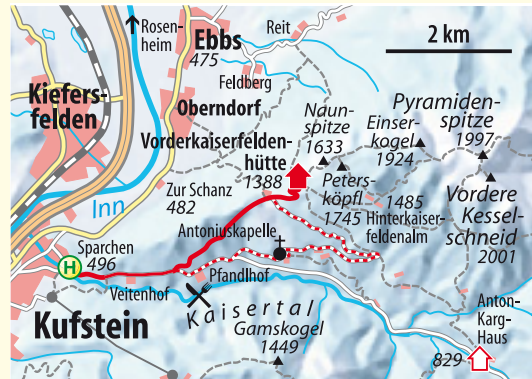 Rosen-
heim
Ebbs
475
Reit
2 km
Feldberg
Kiefers-
felden
Oberndorf
Naun-
spitze
1633
Einser-
kogel
1924
Pyramiden-
spitze
1997
Vorderkaiserfelden-
hütte
1388
Zur Schanz
482
Inn
Peters-
köpfl
1745
1485
Hinterkaiser-
feldenalm
Vordere
Kessel-
schneid
2001
Antoniuskapelle
Sparchen
496
H
Veitenhof
Pfandlhof
Kaisertal
Kufstein
Gamskogel
1449
Anton-
Karg-
Haus
829